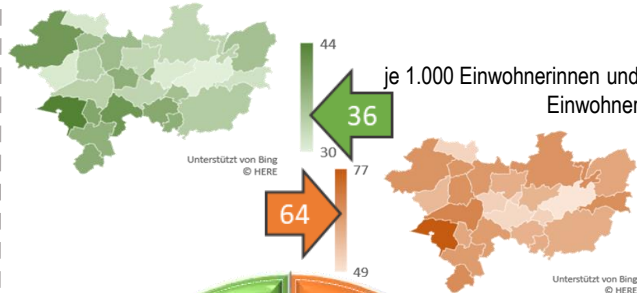 44
je 1.000 Einwohnerinnen und
Einwohner
36
30
Unterstützt von Bing
© HERE
77
64
49
Unterstützt von Bing
© HERE